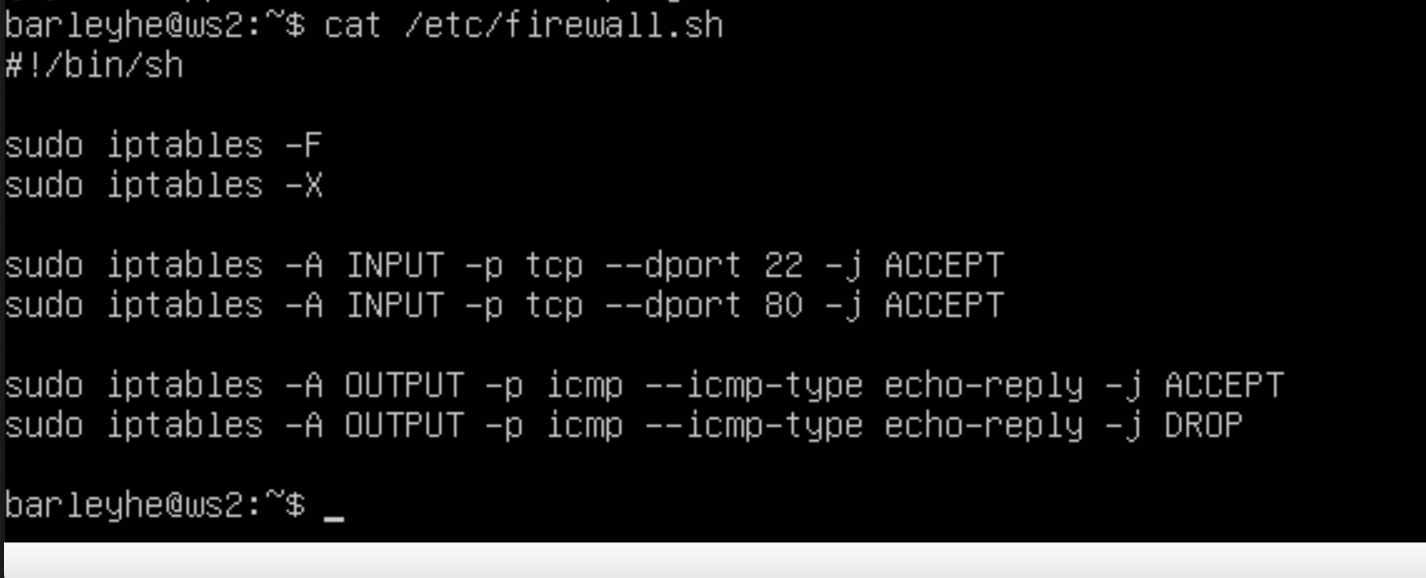 barleyhe@ws2:~$ cat /etc/firewall.sh
#!/bin/sh
sudo iptables -F
sudo iptables -X
sudo iptables -A INPUT -p tcp --dport 22 -j ACCEPT
sudo iptables -A INPUT -p tcp --dport 80 -j ACCEPT
sudo iptables -A OUTPUT -p icmp --icmp-type echo-reply -j ACCEPT
sudo iptables -A OUTPUT -p icmp --icmp-type echo-reply -j DROP
barleyhe@ws2:~$ _